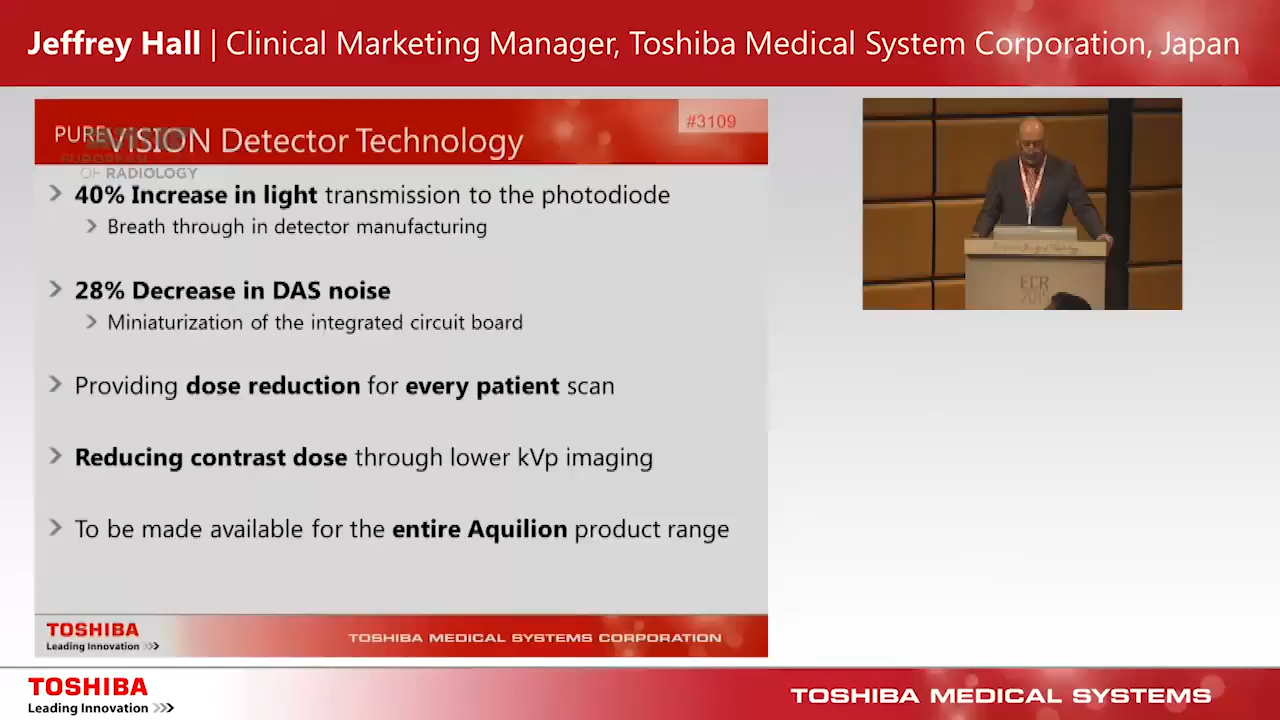 Jeffrey Hall | Clinical Marketing Manager, Toshiba Medical System Corporation, Japan
#3109
PURE ViSION Detector Technology
EUROPEAN
OF RADIOLOGY
40% Increase in light transmission to the photodiode
Breath through in detector manufacturing
28% Decrease in DAS noise
Miniaturization of the integrated circuit board
Providing dose reduction for every patient scan
Reducing contrast dose through lower kVp imaging
To be made available for the entire Aquilion product range
TOSHIBA
Leading Innovation >>>
TOSHIBA MEDICAL SYSTEMS CORPORATION
ECR
TOSHIBA
Leading Innovation >>>
TOSHIBA MEDICAL SYSTEMS